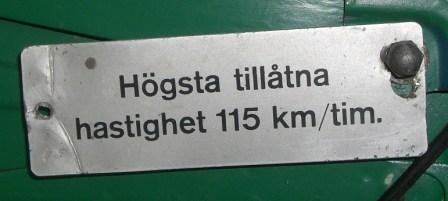 Högsta tillåtna
hastighet 115 km/tim.